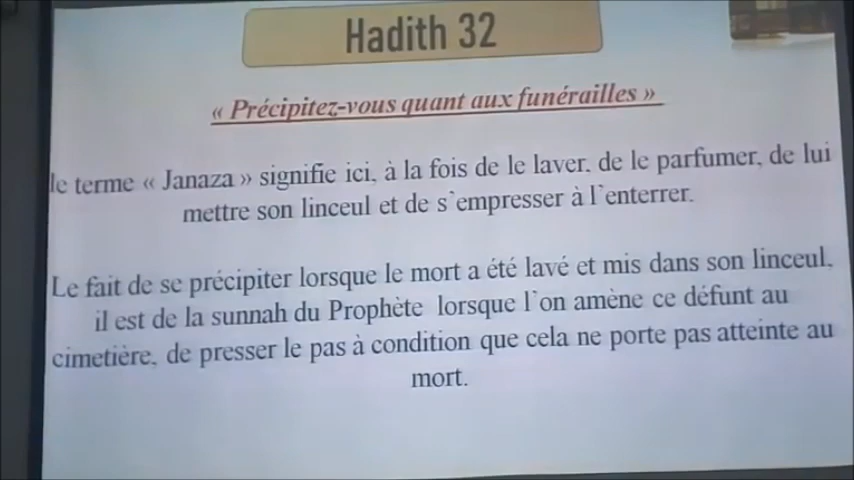 Hadith 32
« Précipitez-vous quant aux funérailles »
le terme « Janaza » signifie ici, à la fois de le laver, de le parfumer, de lui
mettre son linceul et de s`empresser à l`enterrer.
Le fait de se précipiter lorsque le mort a été lavé et mis dans son linceul,
il est de la sunnah du Prophète lorsque l`on amène ce défunt au
cimetière, de presser le pas à condition que cela ne porte pas atteinte au
mort.